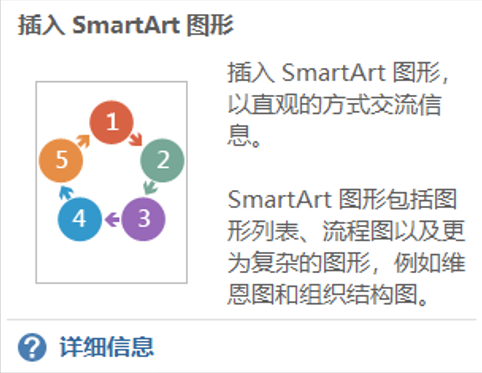 插入 SmartArt 图形
插入 SmartArt 图形，
以直观的方式交流信
息。
SmartArt 图形包括图
形列表、流程图以及更
为复杂的图形，例如维
恩图和组织结构图。
1
2
3
4
5
? 详细信息